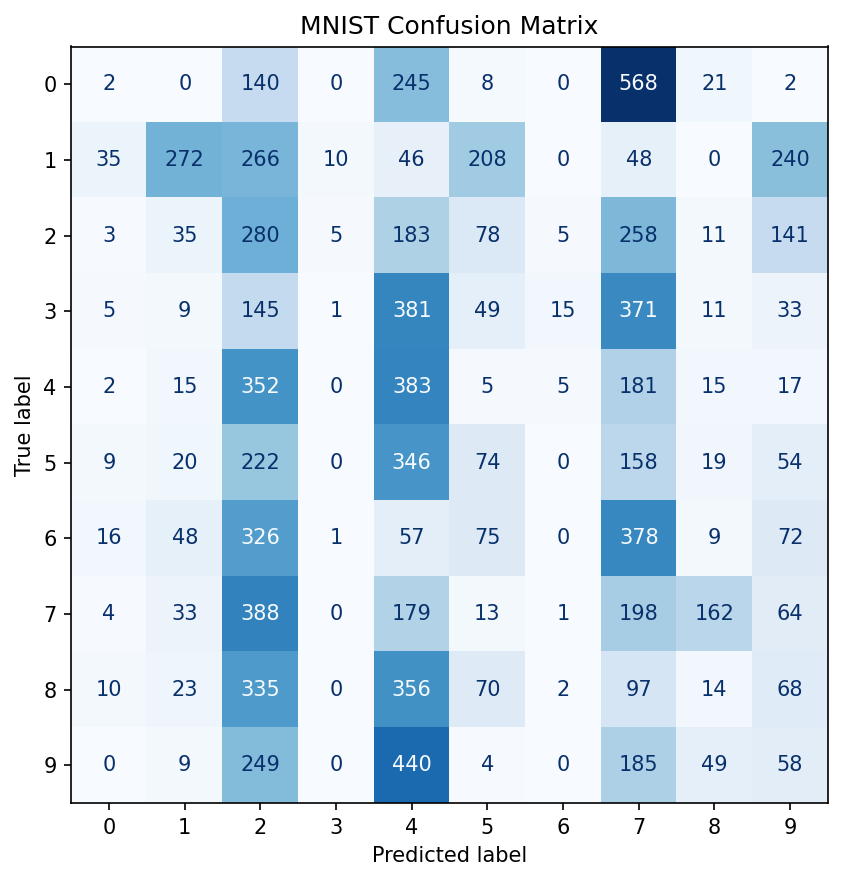 MNIST Confusion Matrix
True label
0 2 0 140 0 245 8 0 568 21 2
1 35 272 266 10 46 208 0 48 0 240
2 3 35 280 5 183 78 5 258 11 141
3 5 9 145 1 381 49 15 371 11 33
4 2 15 352 0 383 5 5 181 15 17
5 9 20 222 0 346 74 0 158 19 54
6 16 48 326 1 57 75 0 378 9 72
7 4 33 388 0 179 13 1 198 162 64
8 10 23 335 0 356 70 2 97 14 68
9 0 9 249 0 440 4 0 185 49 58
0 1 2 3 4 5 6 7 8 9
Predicted label